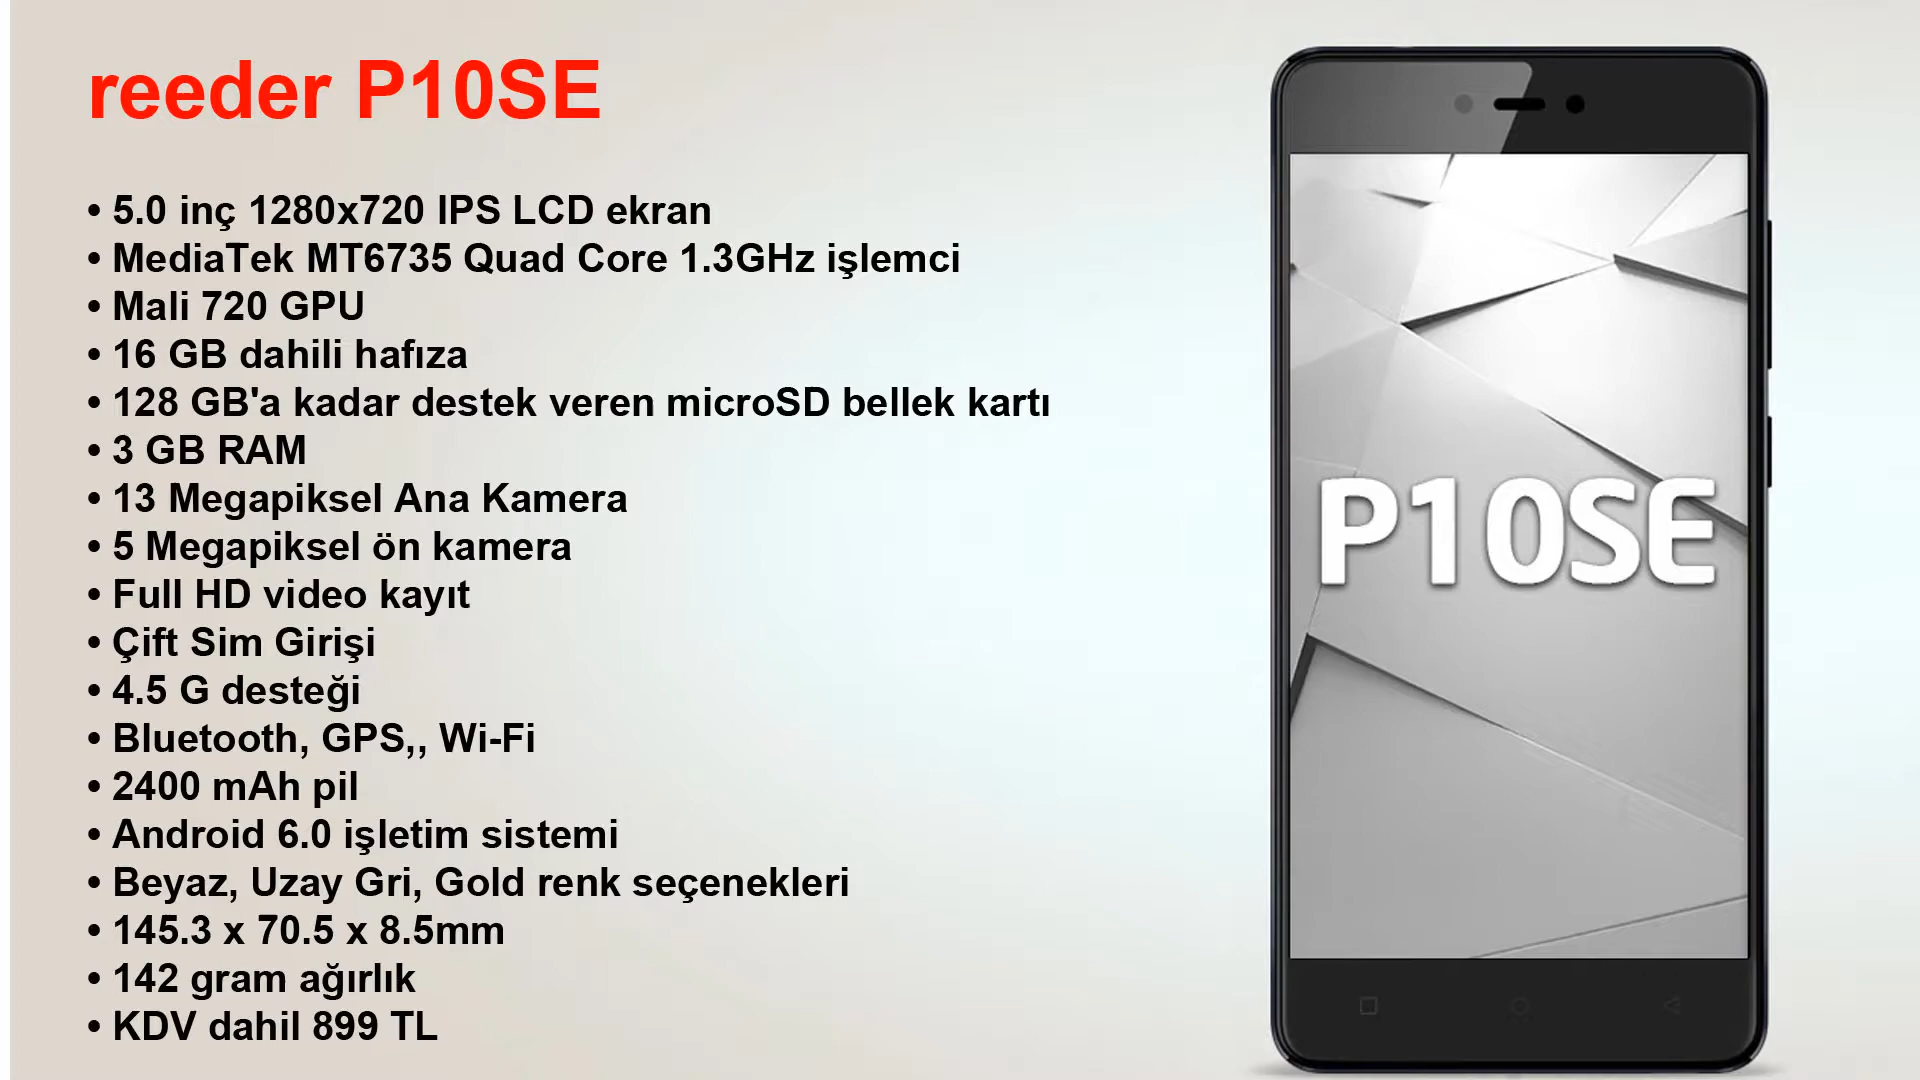 reeder P10SE
• 5.0 inç 1280x720 IPS LCD ekran
• MediaTek MT6735 Quad Core 1.3GHz işlemci
• Mali 720 GPU
• 16 GB dahili hafıza
• 128 GB'a kadar destek veren microSD bellek kartı
• 3 GB RAM
• 13 Megapiksel Ana Kamera
• 5 Megapiksel ön kamera
• Full HD video kayıt
• Çift Sim Girişi
• 4.5 G desteği
• Bluetooth, GPS,, Wi-Fi
• 2400 mAh pil
• Android 6.0 işletim sistemi
• Beyaz, Uzay Gri, Gold renk seçenekleri
• 145.3 x 70.5 x 8.5mm
• 142 gram ağırlık
• KDV dahil 899 TL
P10SE